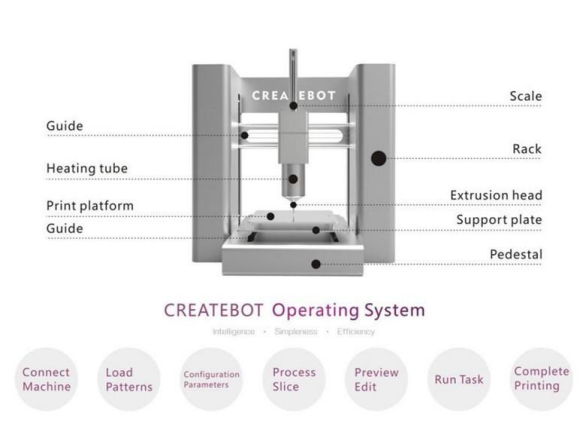 CREATEBOT
Scale
Guide
Rack
Heating tube
Extrusion head
Print platform
Support plate
Guide
Pedestal
CREATEBOT Operating System
Intelligence · Simpleness · Efficiency
Connect
Machine
Load
Patterns
Configuration
Parameters
Process
Slice
Preview
Edit
Run Task
Complete
Printing